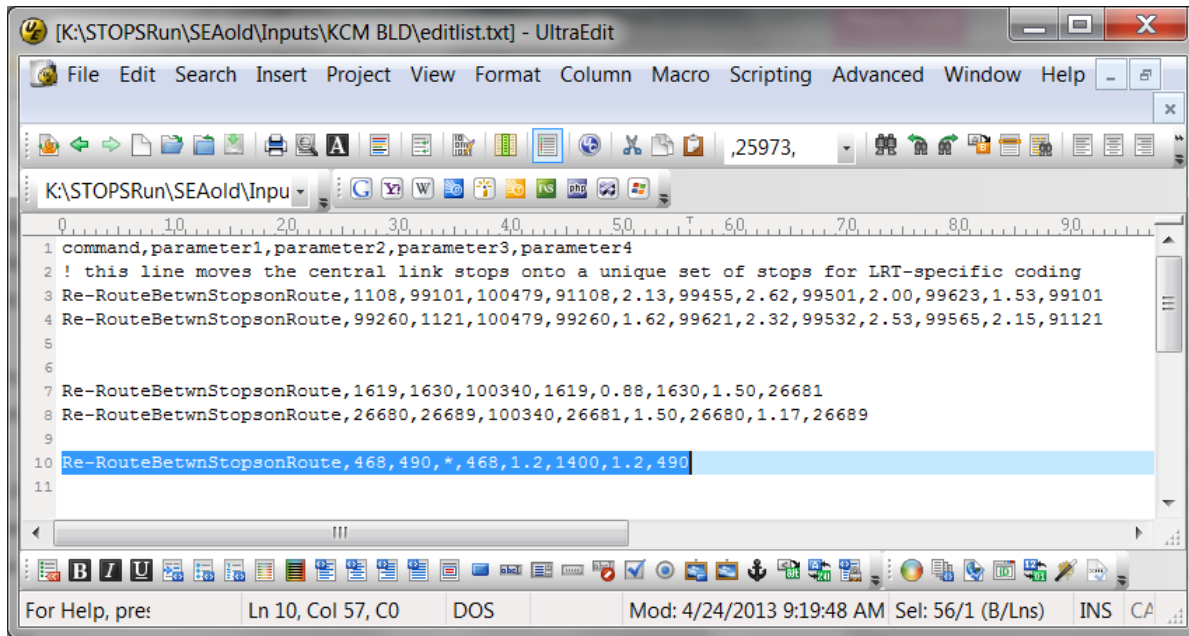 [K:\STOPSRun\SEAold\Inputs\KCM BLD\editlist.txt] - UltraEdit
File Edit Search Insert Project View Format Column Macro Scripting Advanced Window Help
,25973,
K:\STOPSRun\SEAold\Inpu
0 10 20 30 40 50 60 70 80 90
1 command,parameter1,parameter2,parameter3,parameter4
2 ! this line moves the central link stops onto a unique set of stops for LRT-specific coding
3 Re-RouteBetwnStopsonRoute,1108,99101,100479,91108,2.13,99455,2.62,99501,2.00,99623,1.53,99101
4 Re-RouteBetwnStopsonRoute,99260,1121,100479,99260,1.62,99621,2.32,99532,2.53,99565,2.15,91121
5
6
7 Re-RouteBetwnStopsonRoute,1619,1630,100340,1619,0.88,1630,1.50,26681
8 Re-RouteBetwnStopsonRoute,26680,26689,100340,26681,1.50,26680,1.17,26689
9
10 Re-RouteBetwnStopsonRoute,468,490,*,468,1.2,1400,1.2,490
11
For Help, pres Ln 10, Col 57, C0 DOS Mod: 4/24/2013 9:19:48 AM Sel: 56/1 (B/Lns) INS CA